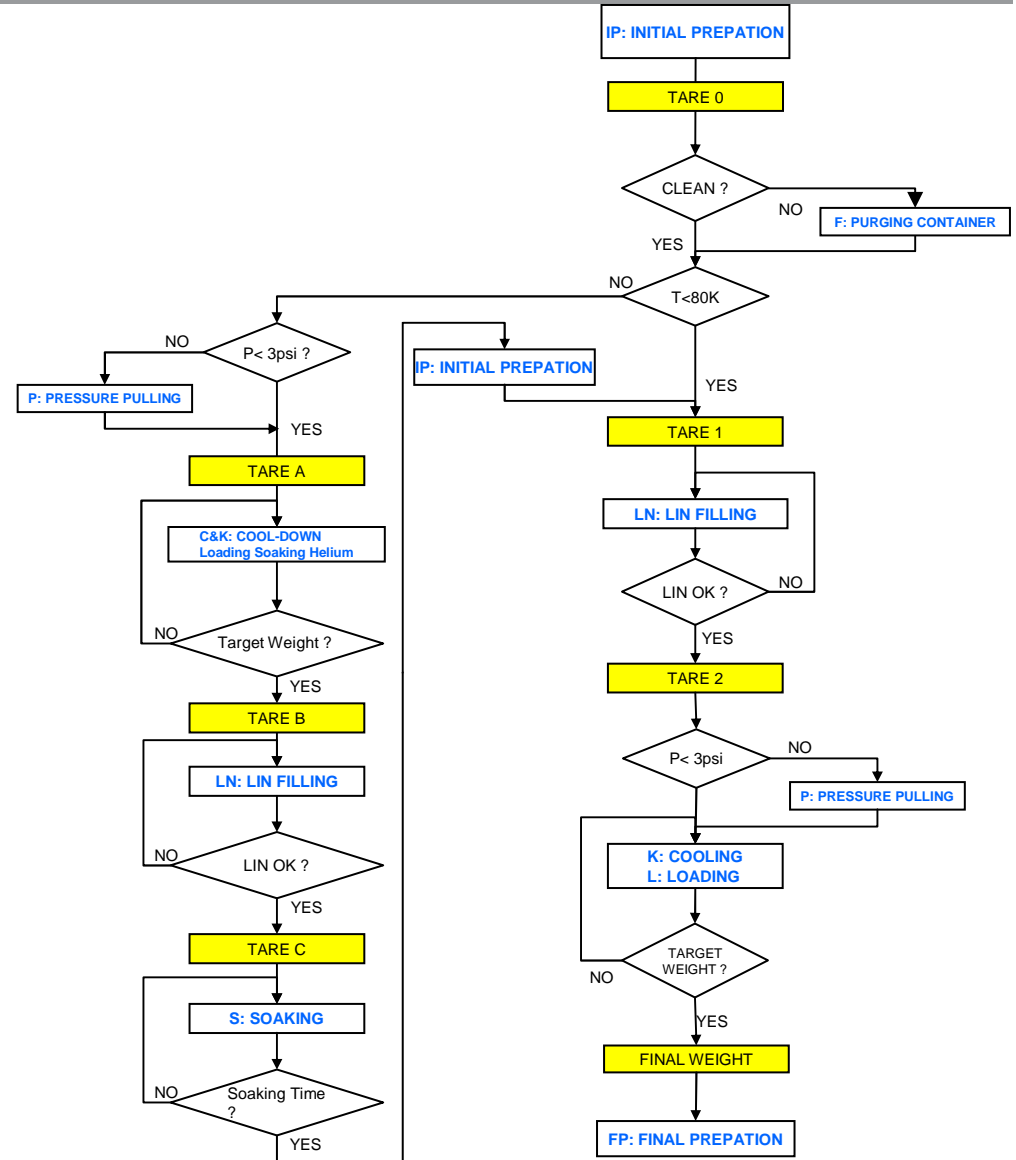 IP: INITIAL PREPATION
TARE 0
CLEAN ?
NO
F: PURGING CONTAINER
YES
NO
T<80K
NO
P< 3psi ?
IP: INITIAL PREPATION
YES
P: PRESSURE PULLING
YES
TARE 1
TARE A
LN: LIN FILLING
C&K: COOL-DOWN
Loading Soaking Helium
LIN OK ?
NO
NO
Target Weight ?
YES
TARE 2
YES
TARE B
P< 3psi
NO
LN: LIN FILLING
P: PRESSURE PULLING
NO
LIN OK ?
K: COOLING
L: LOADING
YES
TARE C
TARGET
WEIGHT ?
NO
S: SOAKING
YES
FINAL WEIGHT
NO
Soaking Time
?
YES
FP: FINAL PREPATION